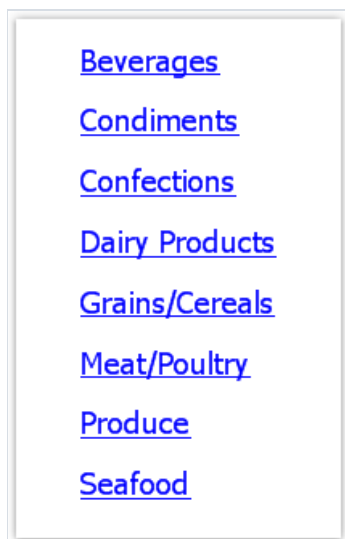 Beverages
Condiments
Confections
Dairy Products
Grains/Cereals
Meat/Poultry
Produce
Seafood